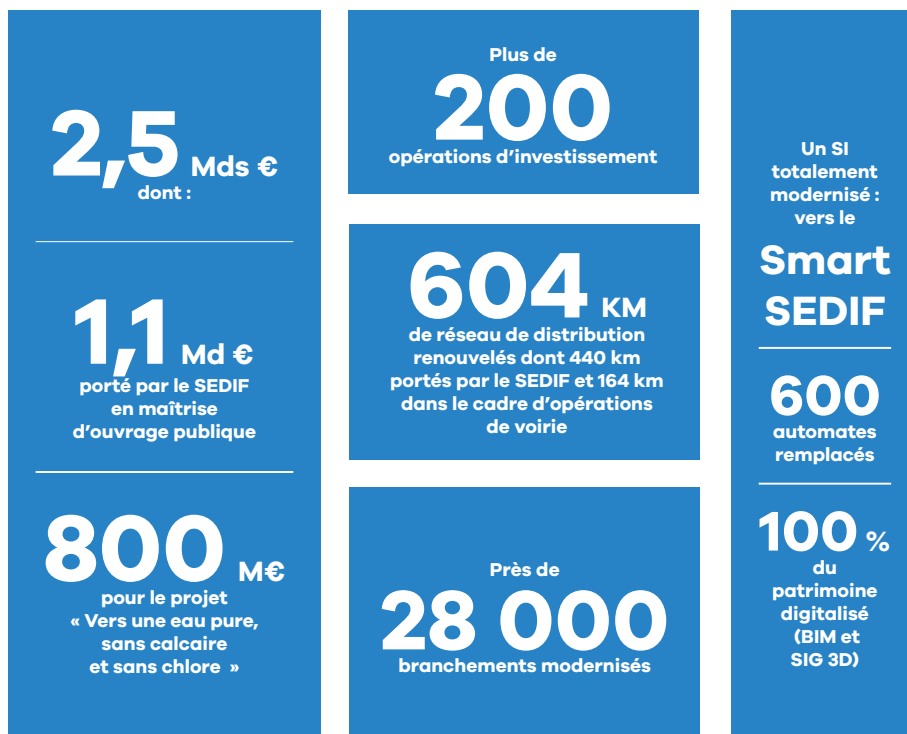 2,5 Mds €
dont :
1,1 Md €
porté par le SEDIF
en maîtrise
d'ouvrage publique
800 M€
pour le projet
« Vers une eau pure,
sans calcaire
et sans chlore »
Plus de
200
opérations d'investissement
604 KM
de réseau de distribution
renouvelés dont 440 km
portés par le SEDIF et 164 km
dans le cadre d'opérations
de voirie
Près de
28 000
branchements modernisés
Un SI
totalement
modernisé :
vers le
Smart
SEDIF
600
automates
remplacés
100 %
du
patrimoine
digitalisé
(BIM et
SIG 3D)